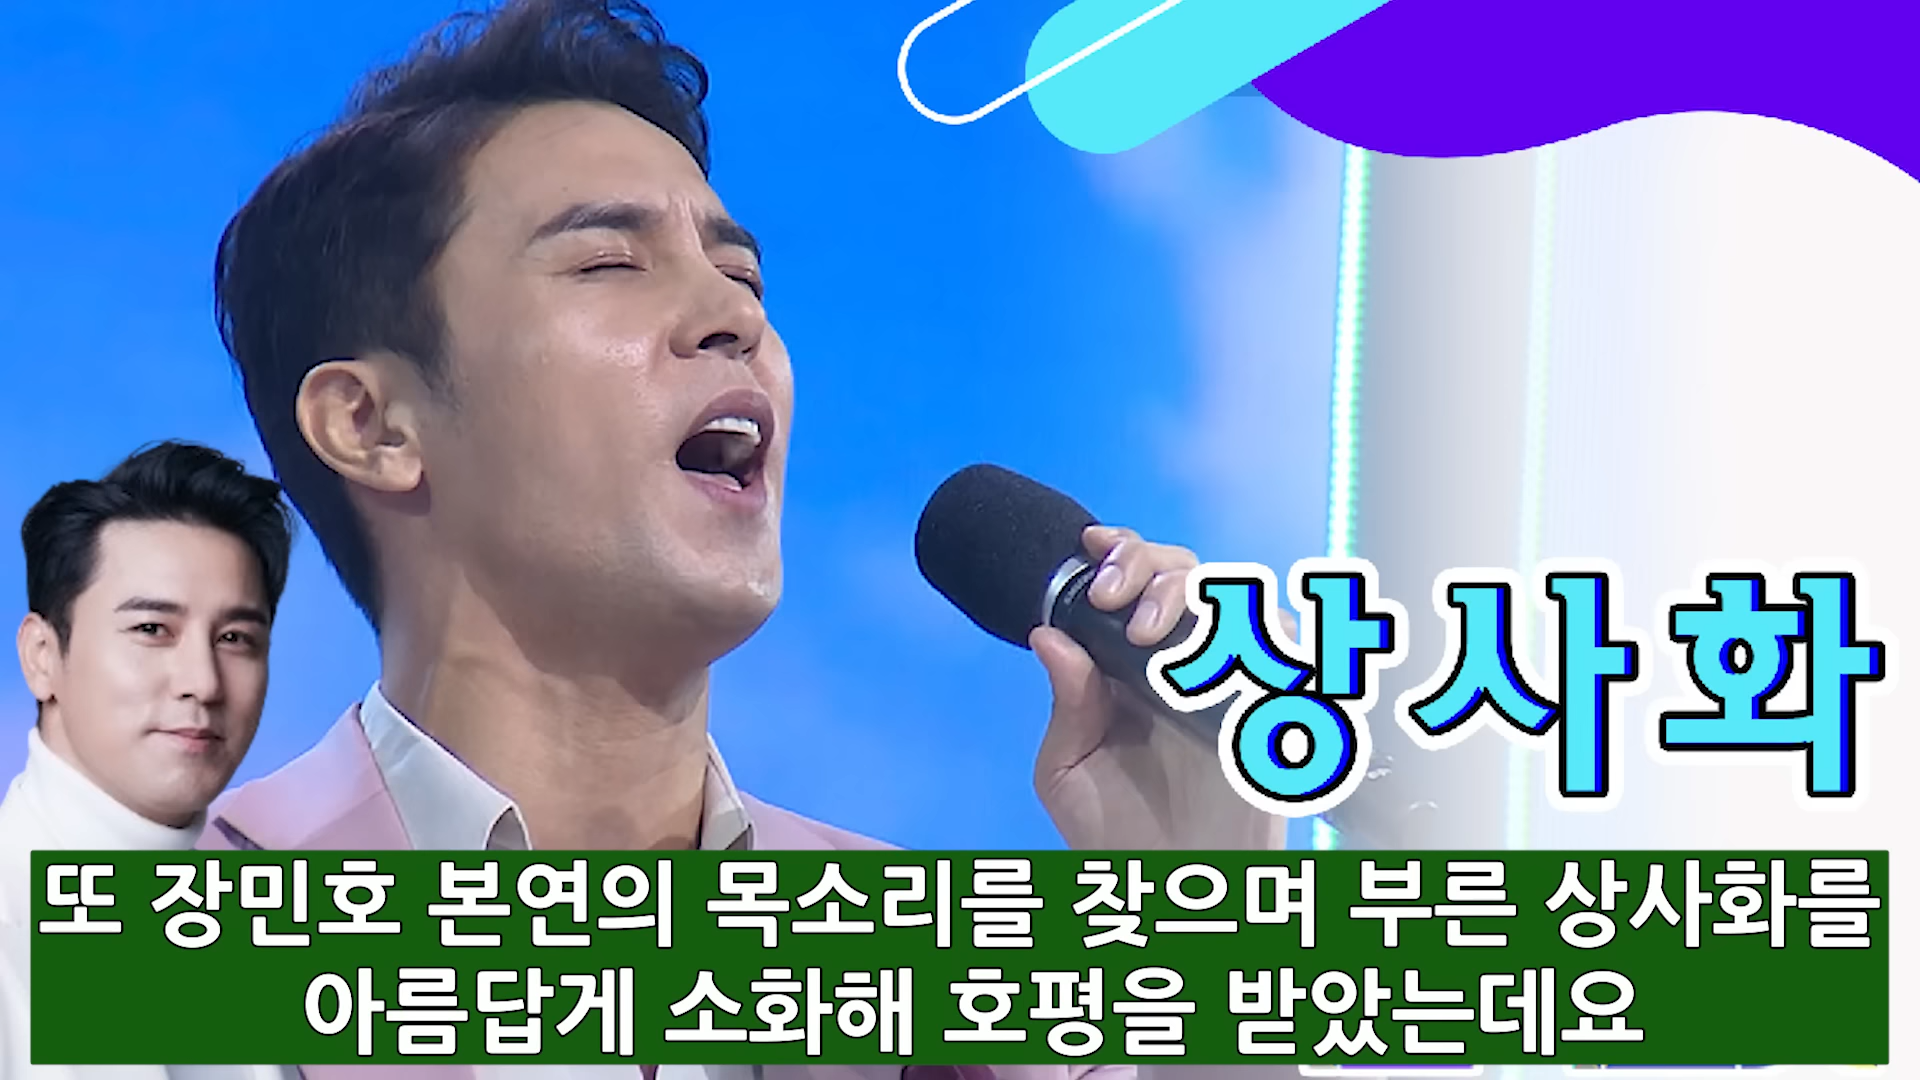 상사화
또 장민호 본연의 목소리를 찾으며 부른 상사화를
아름답게 소화해 호평을 받았는데요